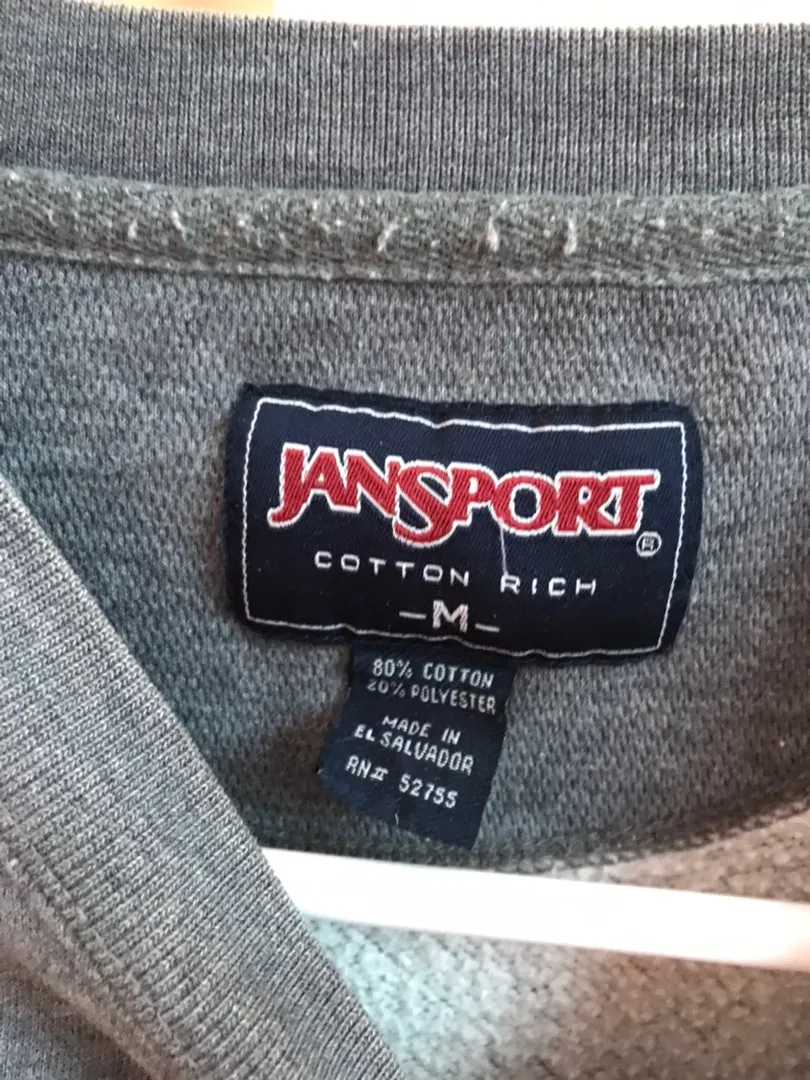 JANSPORT
®
COTTON RICH
-M-
80% COTTON
20% POLYESTER
MADE IN
EL SALVADOR
RN# 52755